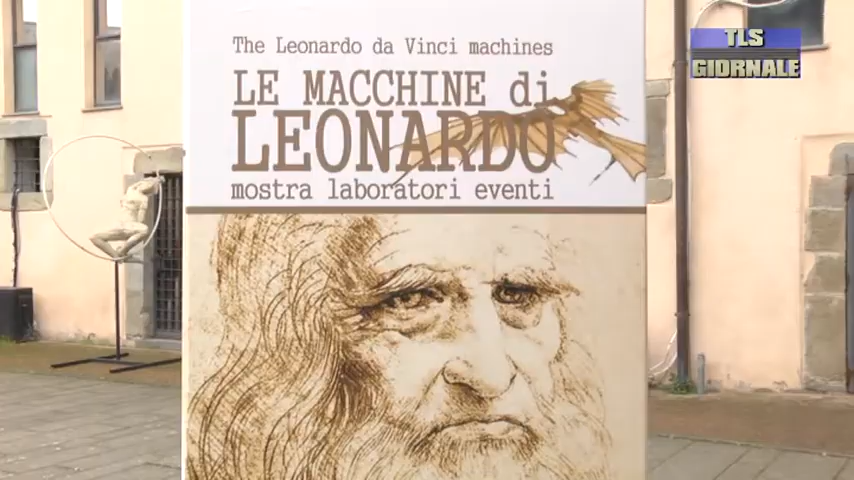 The Leonardo da Vinci machines
LE MACCHINE di
LEONARDO
mostra laboratori eventi
TLS
GIORNALE